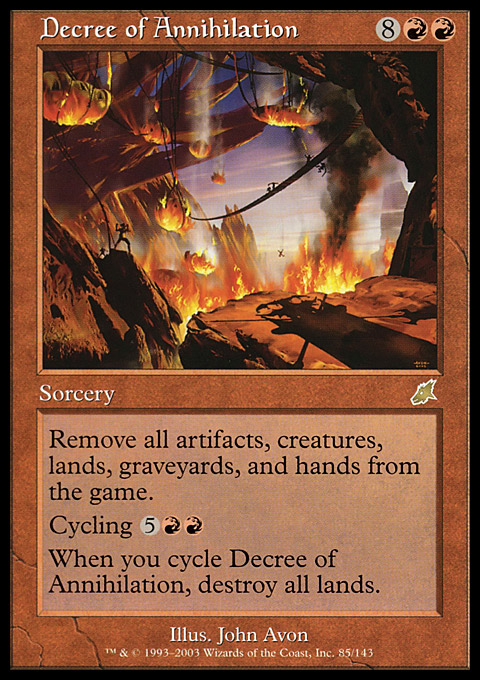 Decree of Annihilation 8
Sorcery
Remove all artifacts, creatures,
lands, graveyards, and hands from
the game.
Cycling 5
When you cycle Decree of
Annihilation, destroy all lands.
Illus. John Avon
™ & © 1993–2003 Wizards of the Coast, Inc. 85/143